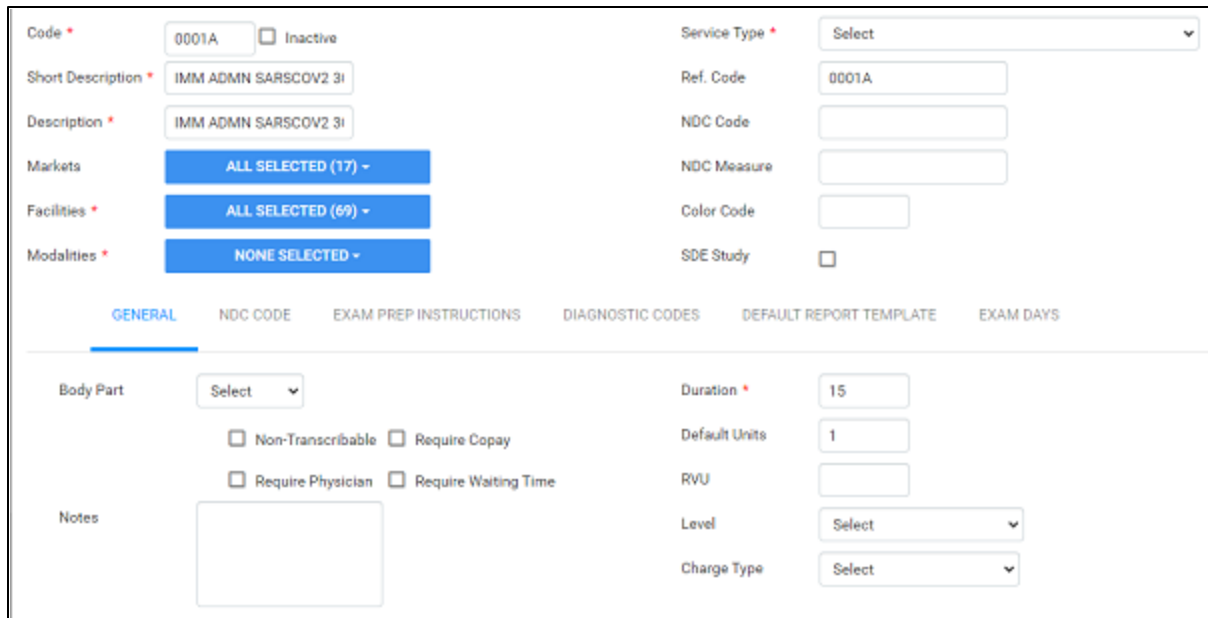 Code * 0001A Inactive Service Type * Select
Short Description * IMM ADMN SARSCOV2 3 Ref. Code 0001A
Description * IMM ADMN SARSCOV2 3 NDC Code
Markets ALL SELECTED (17) NDC Measure
Facilities * ALL SELECTED (69) Color Code
Modalities * NONE SELECTED SDE Study
GENERAL NDC CODE EXAM PREP INSTRUCTIONS DIAGNOSTIC CODES DEFAULT REPORT TEMPLATE EXAM DAYS
Body Part Select Duration * 15
Non-Transcribable Require Copay Default Units 1
Require Physician Require Waiting Time RVU
Notes Level Select
Charge Type Select